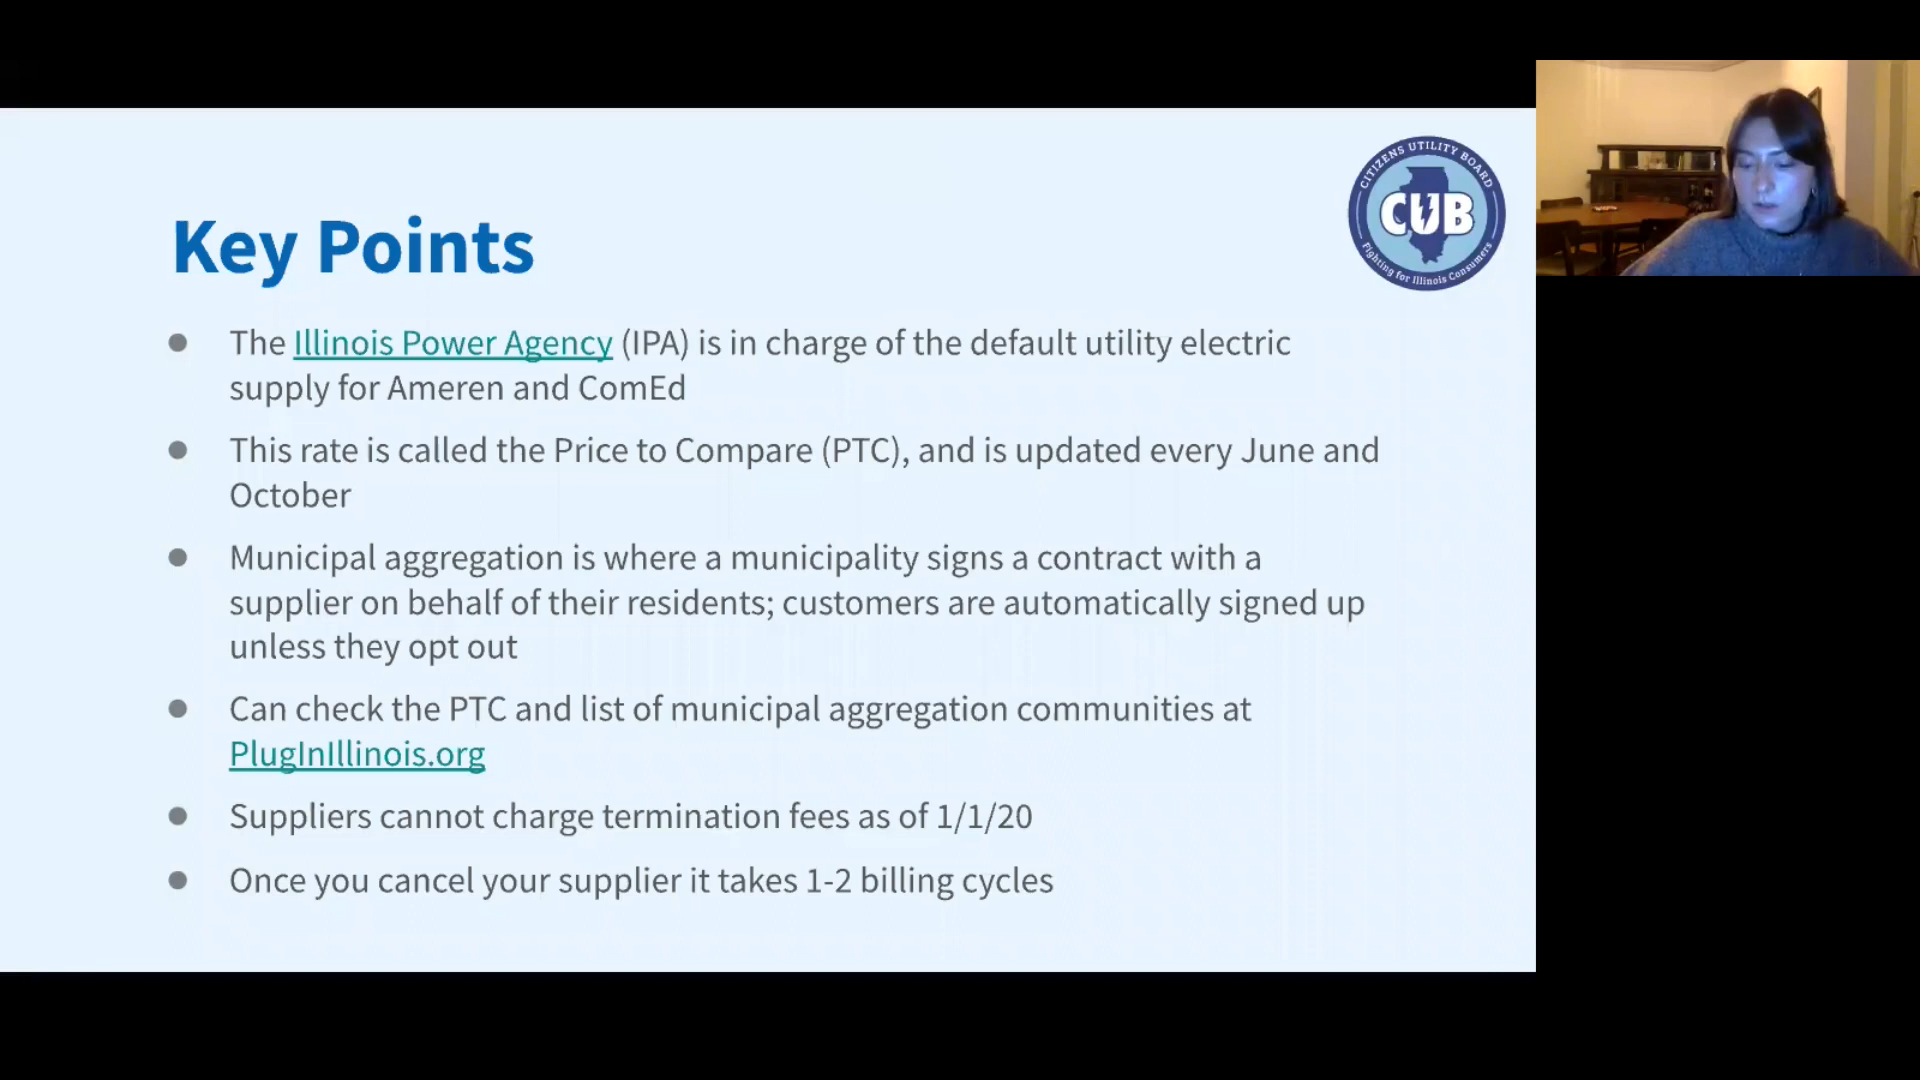 CITIZENS UTILITY BOARD
CUB
Fighting for Illinois Consumers
Key Points
The Illinois Power Agency (IPA) is in charge of the default utility electric
supply for Ameren and ComEd
This rate is called the Price to Compare (PTC), and is updated every June and
October
Municipal aggregation is where a municipality signs a contract with a
supplier on behalf of their residents; customers are automatically signed up
unless they opt out
Can check the PTC and list of municipal aggregation communities at
PlugInIllinois.org
Suppliers cannot charge termination fees as of 1/1/20
Once you cancel your supplier it takes 1-2 billing cycles